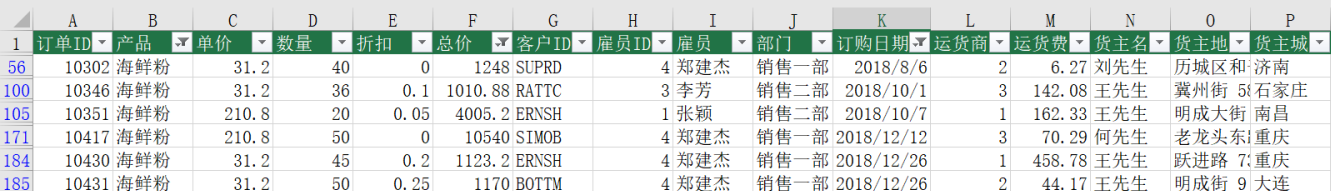 A B C D E F G H I J K L M N O P
1 订单ID 产品 单价 数量 折扣 总价 客户ID 雇员ID 雇员 部门 订购日期 运货商 运货费 货主名 货主地 货主城
56 10302 海鲜粉 31.2 40 0 1248 SUPRD 4 郑建杰 销售一部 2018/8/6 2 6.27 刘先生 历城区和 济南
100 10346 海鲜粉 31.2 36 0.1 1010.88 RATTC 3 李芳 销售二部 2018/10/1 3 142.08 王先生 冀州街 58 石家庄
105 10351 海鲜粉 210.8 20 0.05 4005.2 ERNSH 1 张颖 销售二部 2018/10/7 1 162.33 王先生 明成大街 南昌
171 10417 海鲜粉 210.8 50 0 10540 SIMOB 4 郑建杰 销售一部 2018/12/12 3 70.29 何先生 老龙头东 重庆
184 10430 海鲜粉 31.2 45 0.2 1123.2 ERNSH 4 郑建杰 销售一部 2018/12/26 1 458.78 王先生 跃进路 重庆
185 10431 海鲜粉 31.2 50 0.25 1170 BOTTM 4 郑建杰 销售一部 2018/12/26 2 44.17 王先生 明成街 9 大连